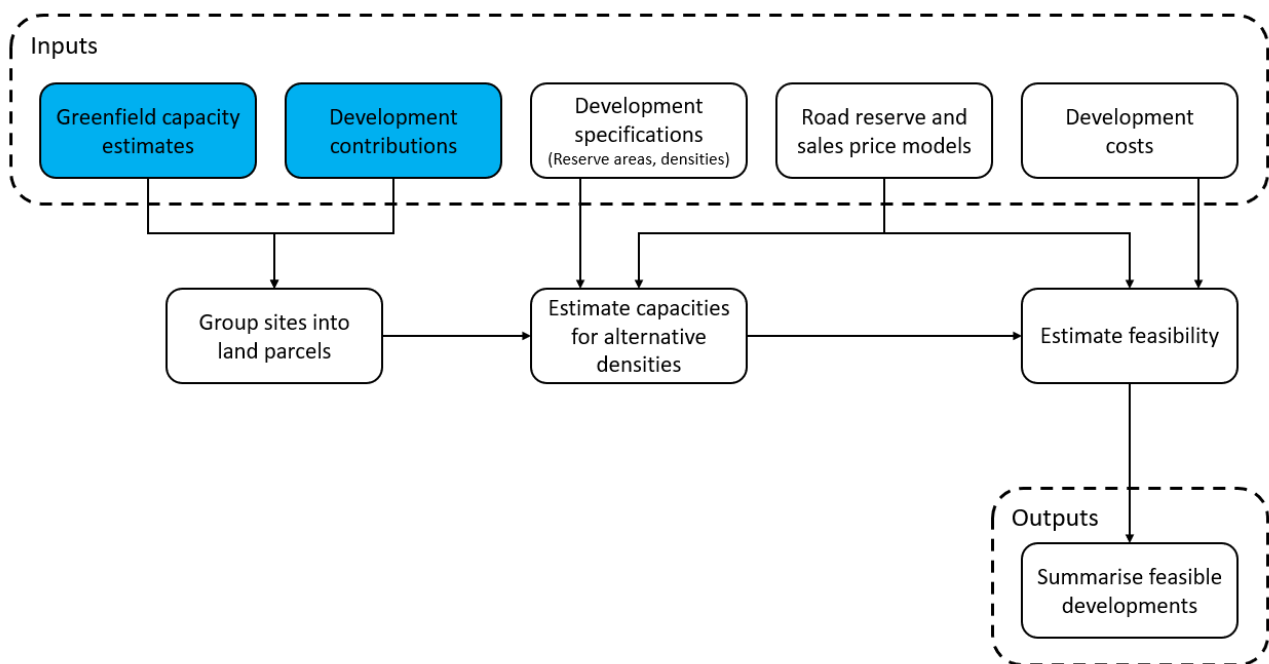 Inputs
Greenfield capacity
estimates
Development
contributions
Development
specifications
(Reserve areas, densities)
Road reserve and
sales price models
Development
costs
Group sites into
land parcels
Estimate capacities
for alternative
densities
Estimate feasibility
Outputs
Summarise feasible
developments